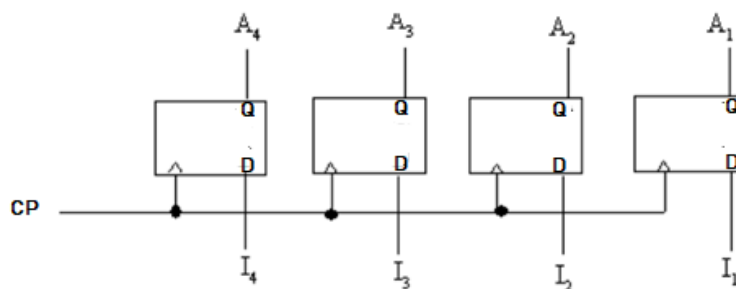 A₄ A₃ A₂ A₁
Q Q Q Q
D D D D
CP
I₄ I₃ I₂ I₁